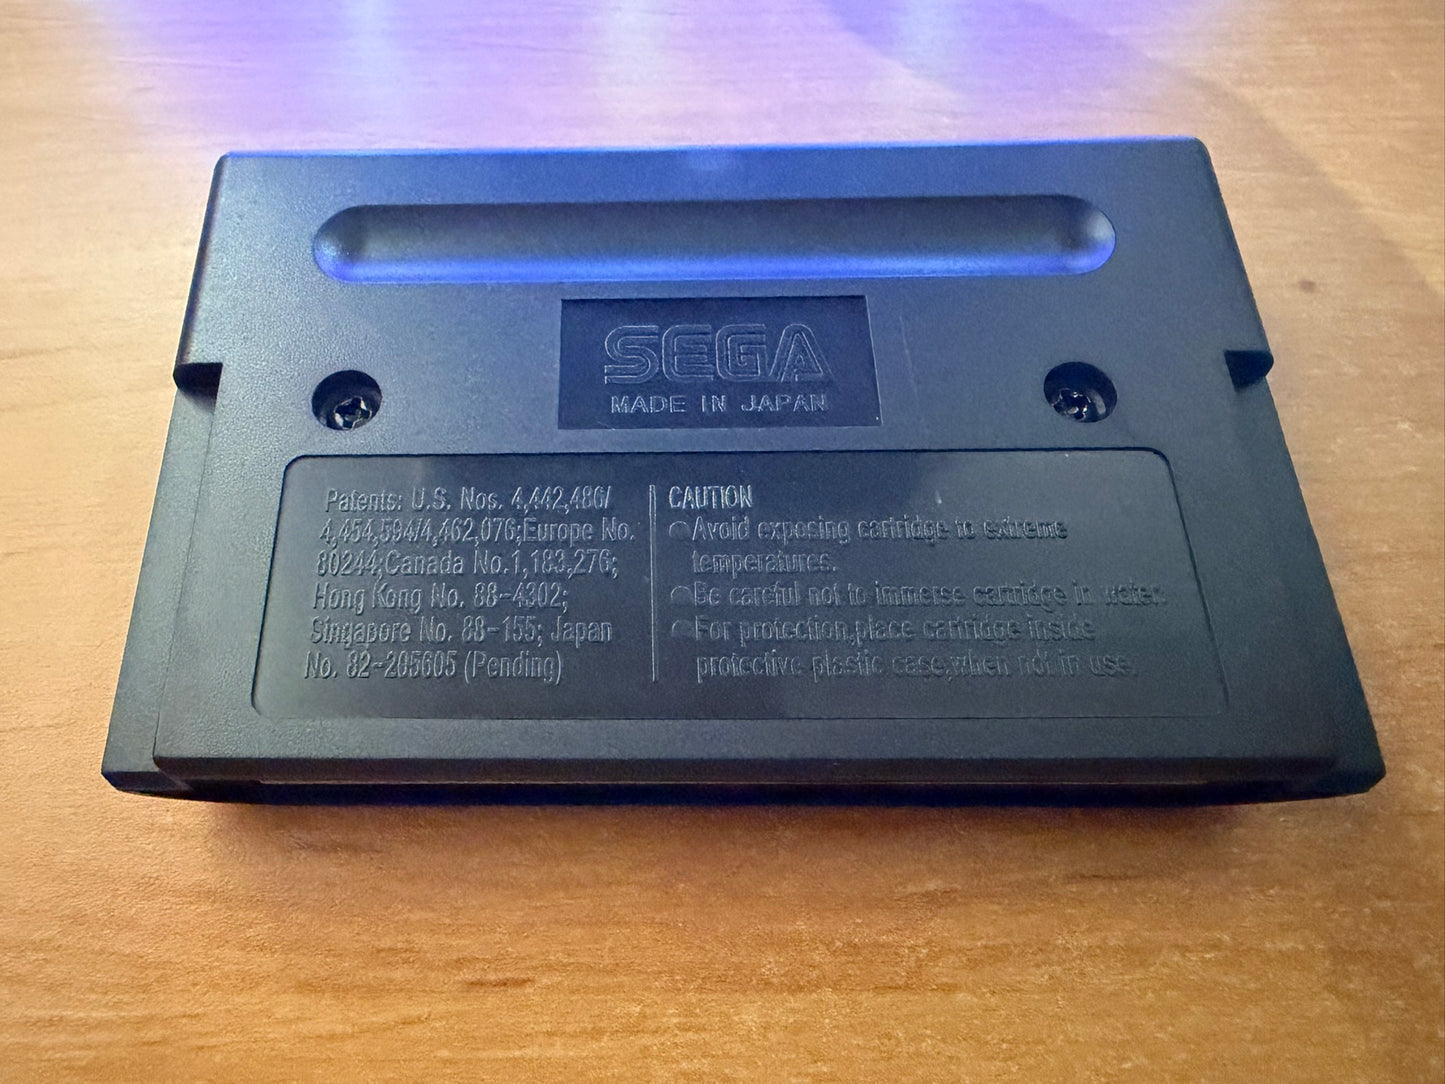 SEGA
MADE IN JAPAN
Patents: U.S. Nos. 4,442,486/
4,454,594/4,462,076;Europe No.
80244;Canada No.1,183,276;
Hong Kong No. 88-4302;
Singapore No. 88-155; Japan
No. 82-205605 (Pending)
CAUTION
Avoid exposing cartridge to extreme
temperatures.
Be careful not to immerse cartridge in water.
For protection,place cartridge inside
protective plastic case,when not in use.